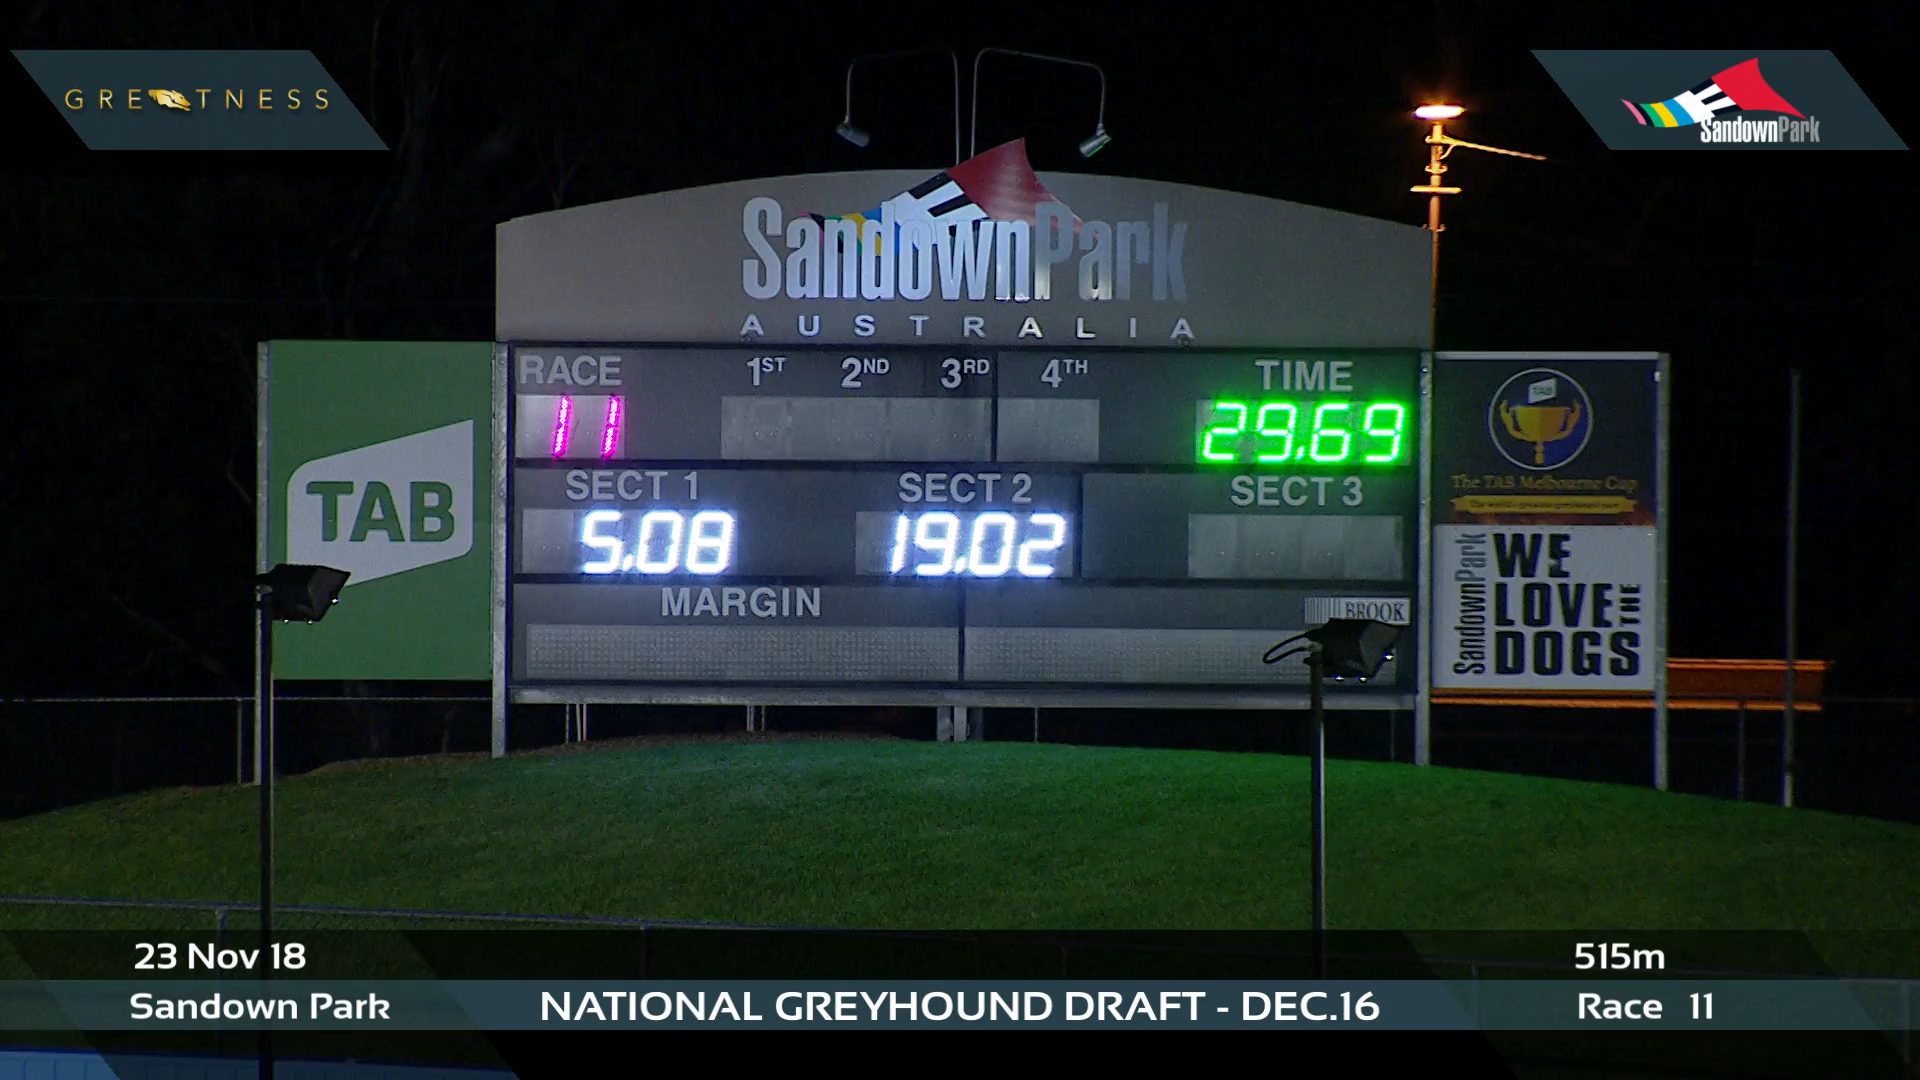 GRETNESS
SandownPark
SandownPark
AUSTRALIA
RACE 1ST 2ND 3RD 4TH TIME
11 29.69
SECT 1 SECT 2 SECT 3
5.08 19.02
MARGIN
BROOK
TAB
TAB
The TAB Melbourne Cup
SandownPark
WE
LOVE THE
DOGS
23 Nov 18
Sandown Park
NATIONAL GREYHOUND DRAFT - DEC.16
515m
Race 11